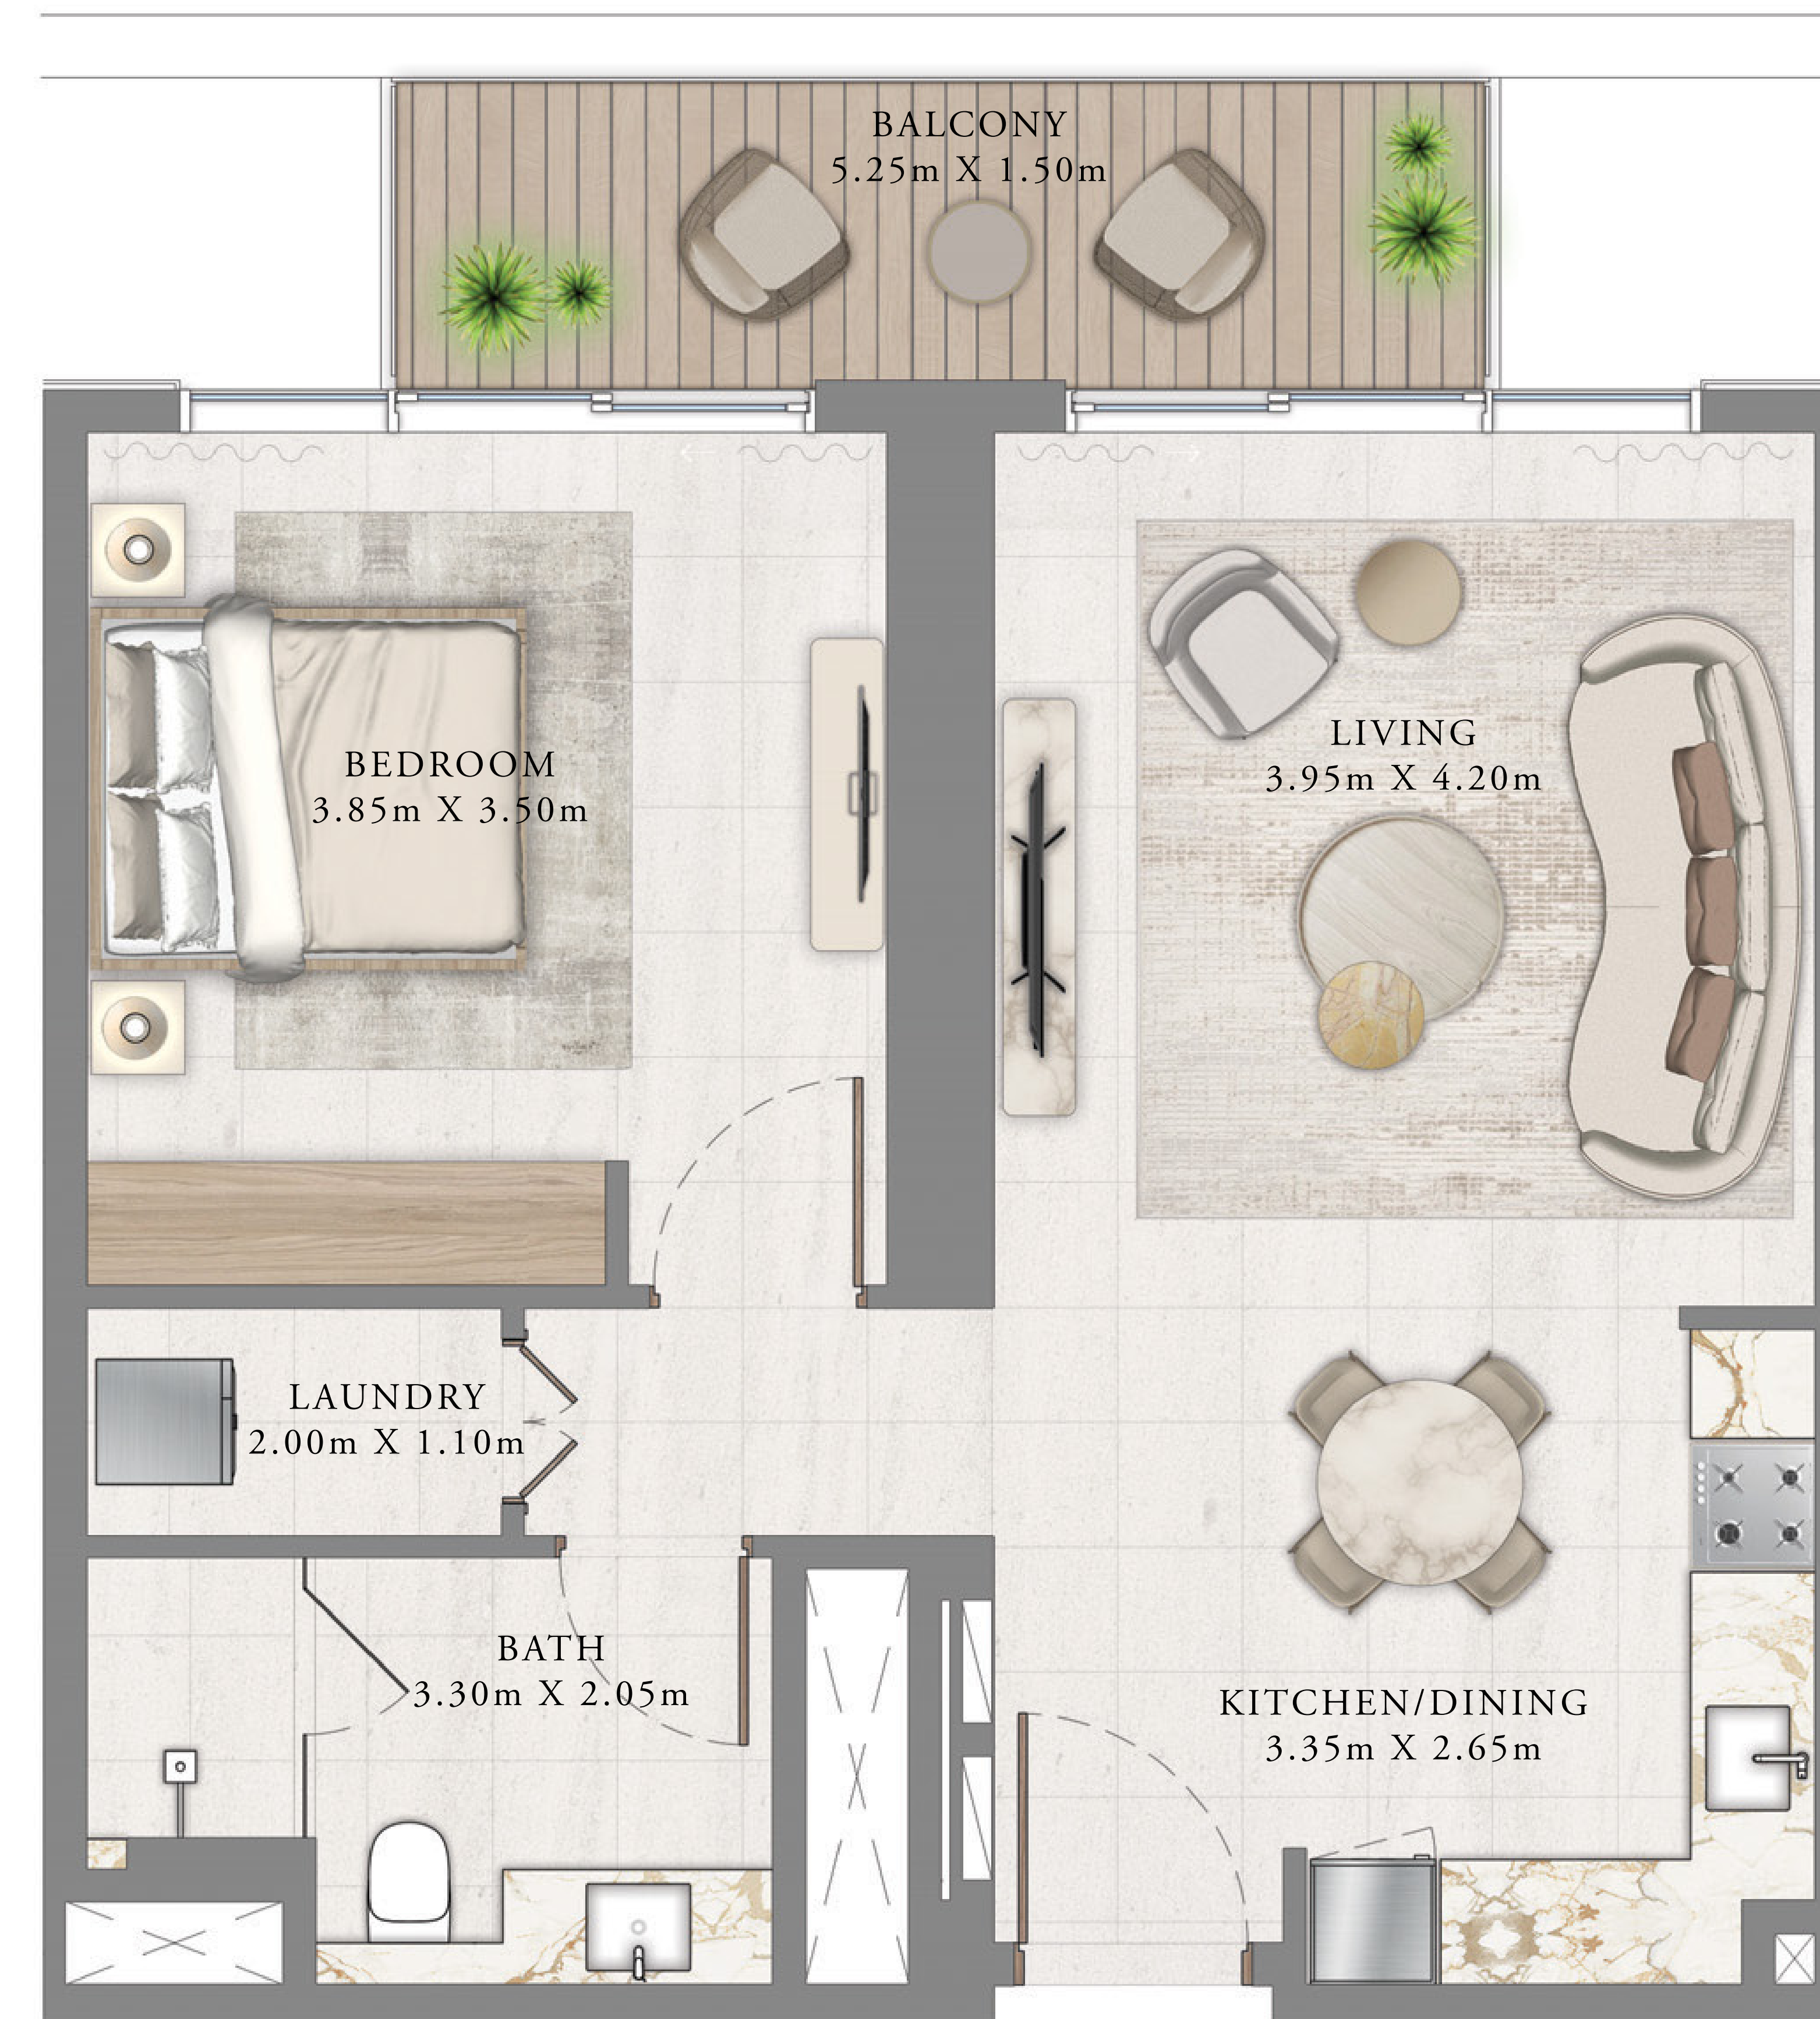 BALCONY
5.25m X 1.50m
BEDROOM
3.85m X 3.50m
LIVING
3.95m X 4.20m
LAUNDRY
2.00m X 1.10m
BATH
3.30m X 2.05m
KITCHEN/DINING
3.35m X 2.65m